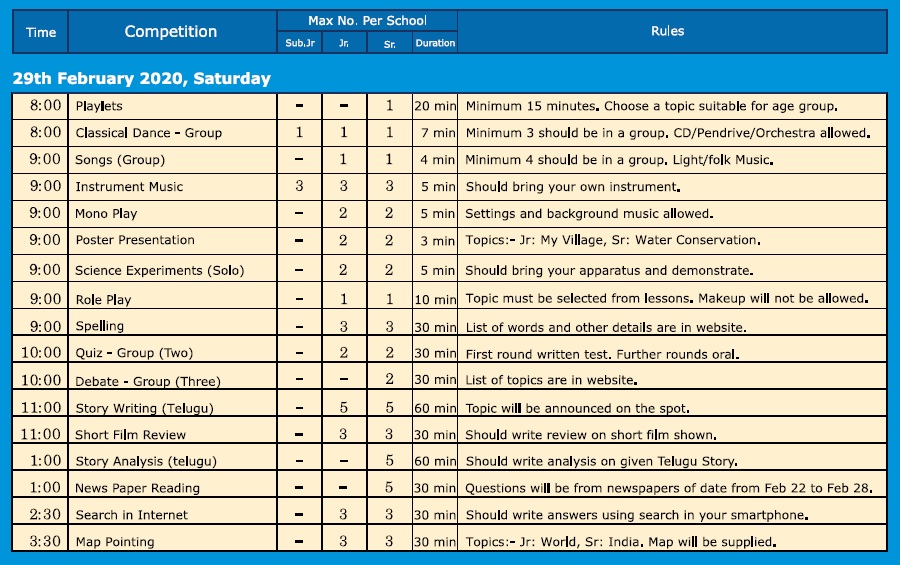 Time Competition Max No. Per School Rules
Sub.Jr Jr. Sr. Duration
29th February 2020, Saturday
8:00 Playlets - - 1 20 min Minimum 15 minutes. Choose a topic suitable for age group.
8:00 Classical Dance - Group 1 1 1 7 min Minimum 3 should be in a group. CD/Pendrive/Orchestra allowed.
9:00 Songs (Group) - 1 1 4 min Minimum 4 should be in a group. Light/folk Music.
9:00 Instrument Music 3 3 3 5 min Should bring your own instrument.
9:00 Mono Play - 2 2 5 min Settings and background music allowed.
9:00 Poster Presentation - 2 2 3 min Topics:- Jr: My Village, Sr: Water Conservation.
9:00 Science Experiments (Solo) - 2 2 5 min Should bring your apparatus and demonstrate.
9:00 Role Play - 1 1 10 min Topic must be selected from lessons. Makeup will not be allowed.
9:00 Spelling - 3 3 30 min List of words and other details are in website.
10:00 Quiz - Group (Two) - 2 2 30 min First round written test. Further rounds oral.
10:00 Debate - Group (Three) - - 2 30 min List of topics are in website.
11:00 Story Writing (Telugu) - 5 5 60 min Topic will be announced on the spot.
11:00 Short Film Review - 3 3 30 min Should write review on short film shown.
1:00 Story Analysis (telugu) - - 5 60 min Should write analysis on given Telugu Story.
1:00 News Paper Reading - - 5 30 min Questions will be from newspapers of date from Feb 22 to Feb 28.
2:30 Search in Internet - 3 3 30 min Should write answers using search in your smartphone.
3:30 Map Pointing - 3 3 30 min Topics:- Jr: World, Sr: India. Map will be supplied.